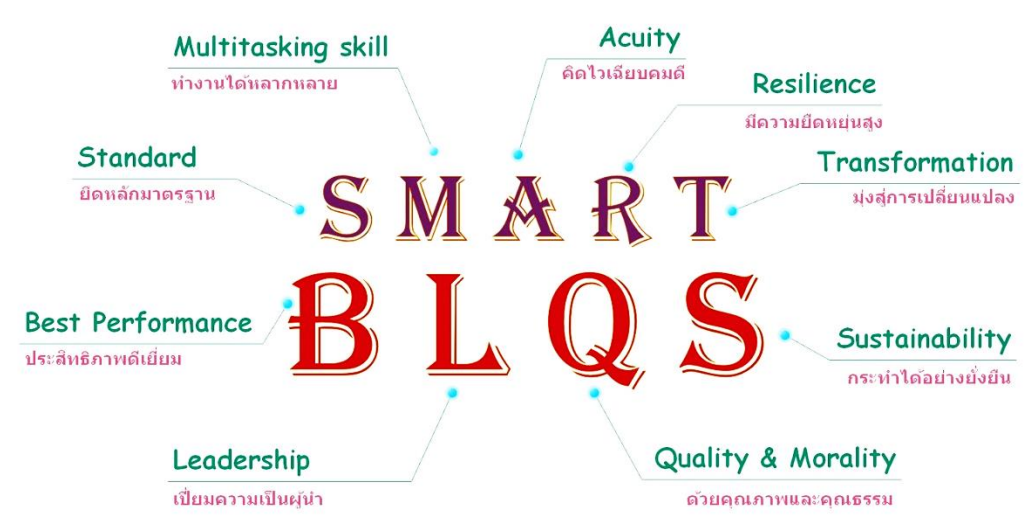 Multitasking skill
ทำงานได้หลากหลาย
Acuity
คิดไวเฉียบคมดี
Resilience
มีความยืดหยุ่นสูง
Standard
ยึดหลักมาตรฐาน
Transformation
มุ่งสู่การเปลี่ยนแปลง
SMART
BLQS
Best Performance
ประสิทธิภาพดีเยี่ยม
Sustainability
กระทำได้อย่างยั่งยืน
Leadership
เปี่ยมความเป็นผู้นำ
Quality & Morality
ด้วยคุณภาพและคุณธรรม